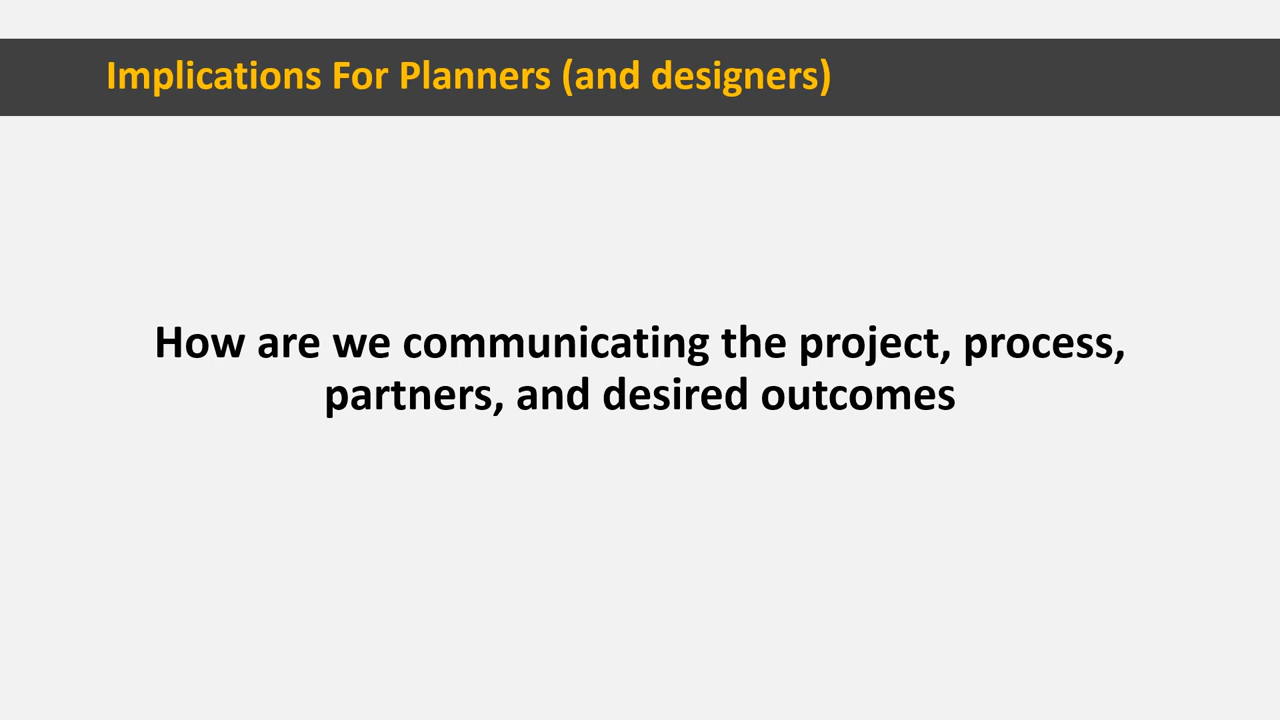 Implications For Planners (and designers)
How are we communicating the project, process,
partners, and desired outcomes